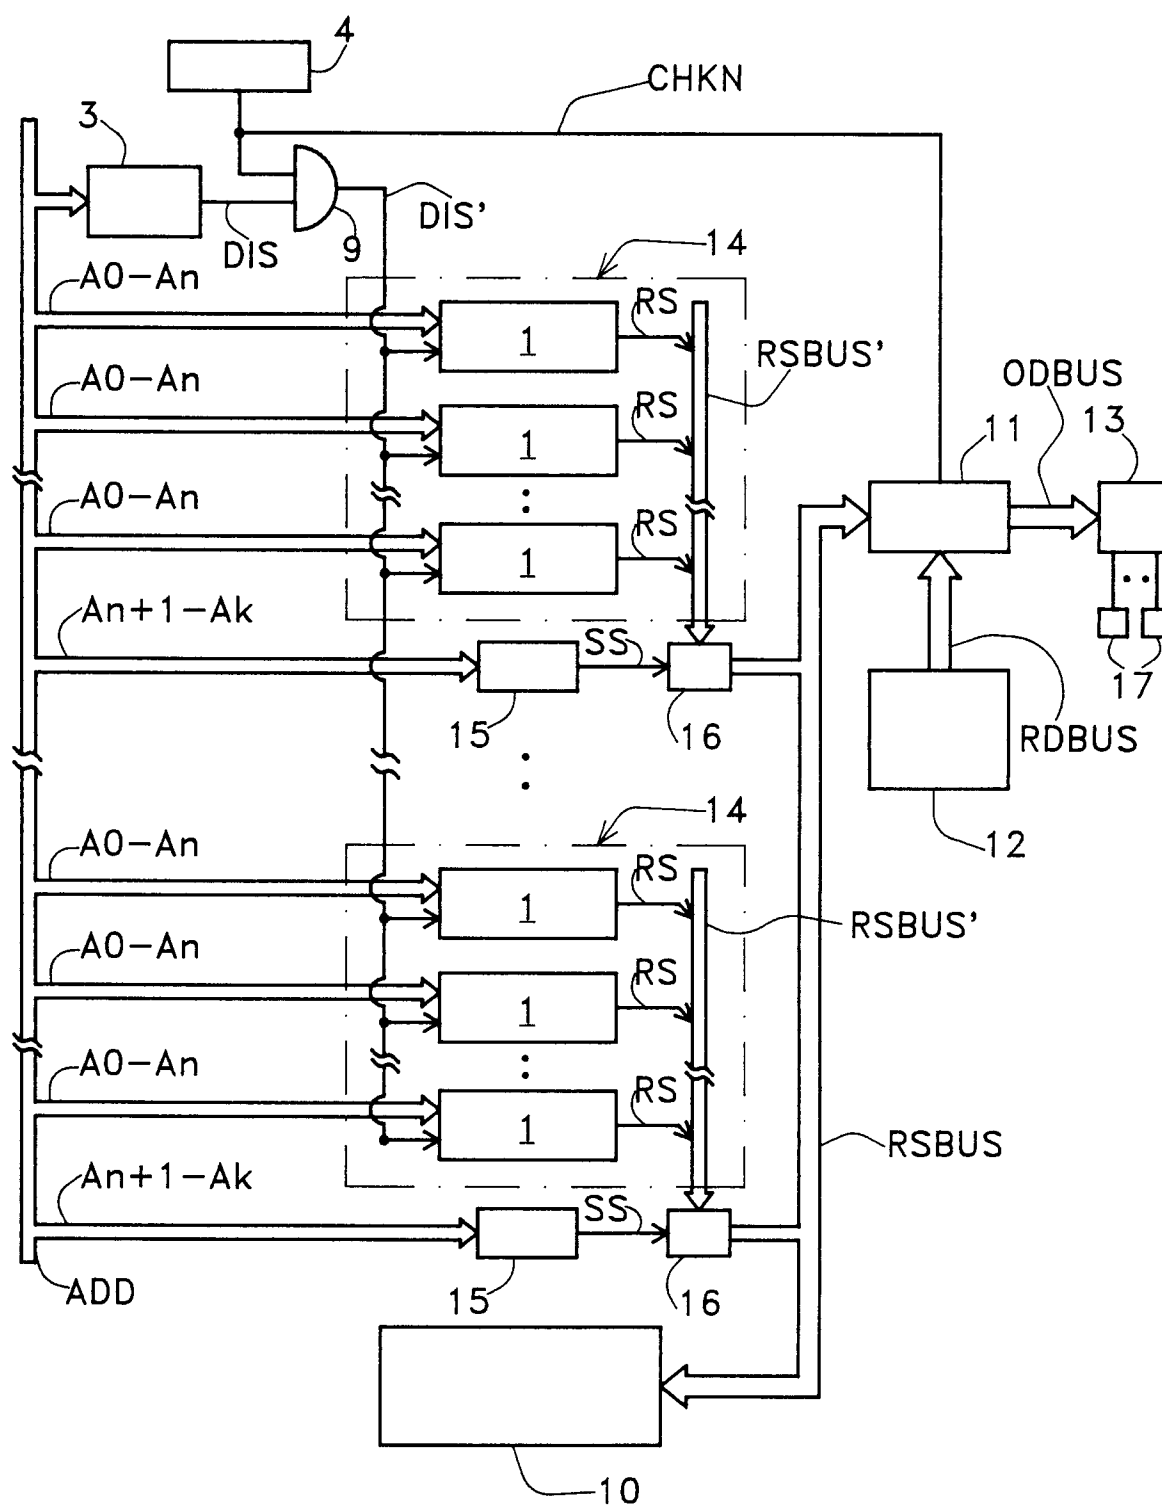 4
CHKN
3
DIS
9
DIS'
14
A0-An
RS
1
RSBUS'
A0-An
RS
1
ODBUS
11
13
A0-An
RS
1
An+1-Ak
SS
15
16
17
RDBUS
12
14
A0-An
RS
1
RSBUS'
A0-An
RS
1
A0-An
RS
1
RSBUS
An+1-Ak
SS
ADD
15
16
10